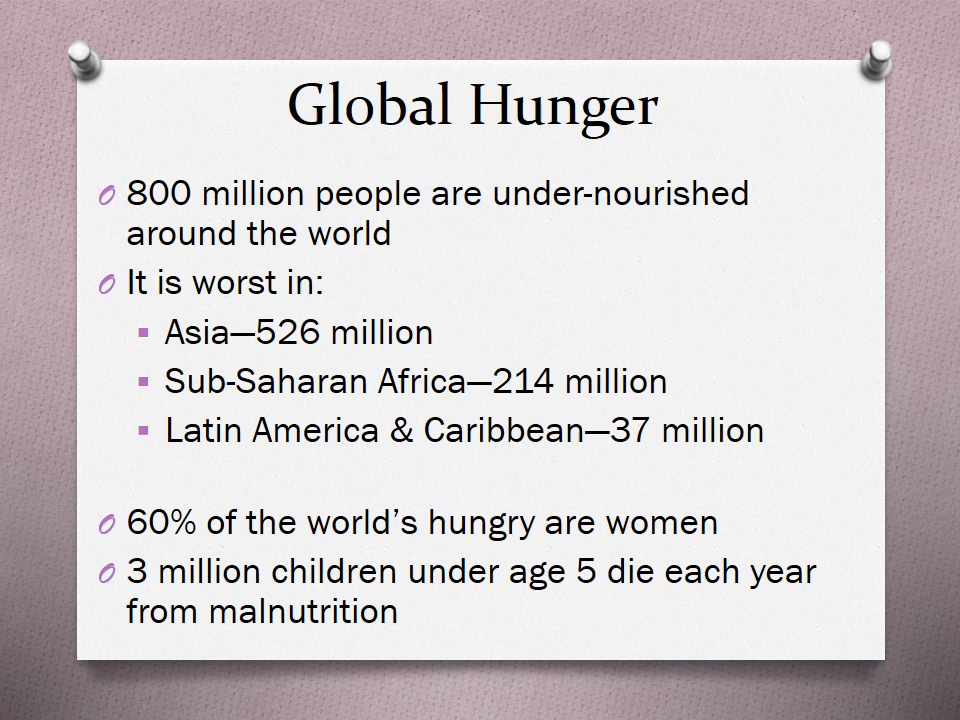 Global Hunger
800 million people are under-nourished
around the world
It is worst in:
Asia—526 million
Sub-Saharan Africa—214 million
Latin America & Caribbean—37 million
60% of the world’s hungry are women
3 million children under age 5 die each year
from malnutrition